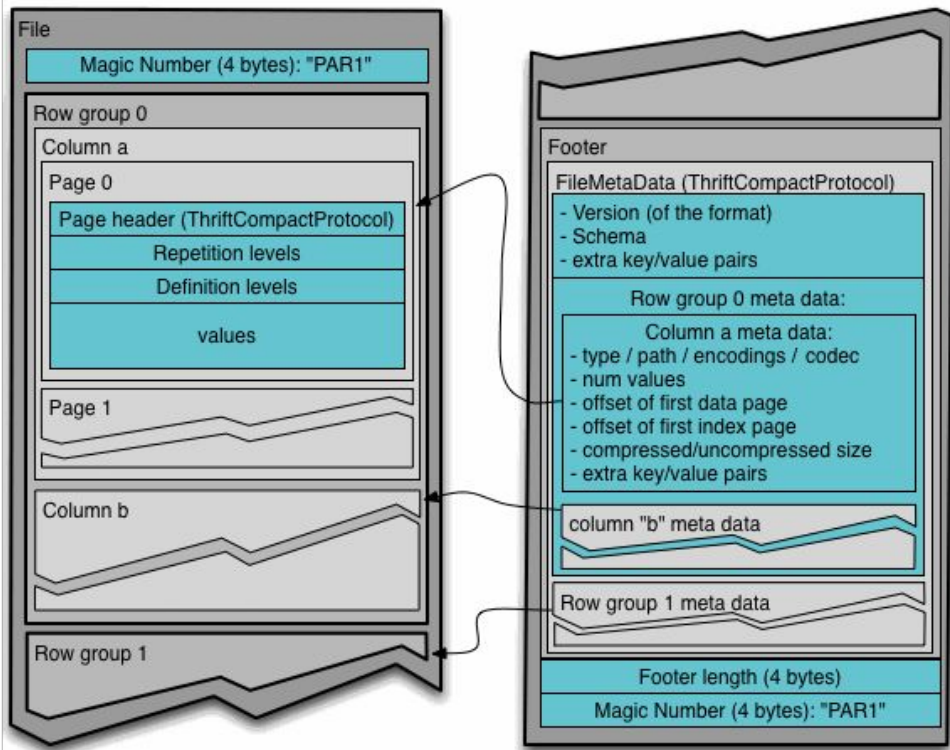 File
Magic Number (4 bytes): "PAR1"
Row group 0
Column a
Page 0
Page header (ThriftCompactProtocol)
Repetition levels
Definition levels
values
Page 1
Column b
Row group 1
Footer
FileMetaData (ThriftCompactProtocol)
- Version (of the format)
- Schema
- extra key/value pairs
Row group 0 meta data:
Column a meta data:
- type / path / encodings / codec
- num values
- offset of first data page
- offset of first index page
- compressed/uncompressed size
- extra key/value pairs
column "b" meta data
Row group 1 meta data
Footer length (4 bytes)
Magic Number (4 bytes): "PAR1"